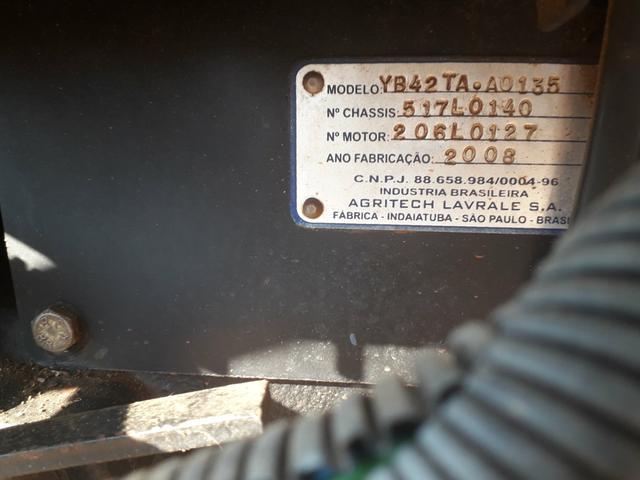 MODELO: YB42TA.A0135
Nº CHASSIS: 517L0140
Nº MOTOR: 206L0127
ANO FABRICAÇÃO: 2008
C.N.P.J. 88.658.984/0004-96
INDUSTRIA BRASILEIRA
AGRITECH LAVRALE S.A.
FÁBRICA - INDAIATUBA - SÃO PAULO - BRASI